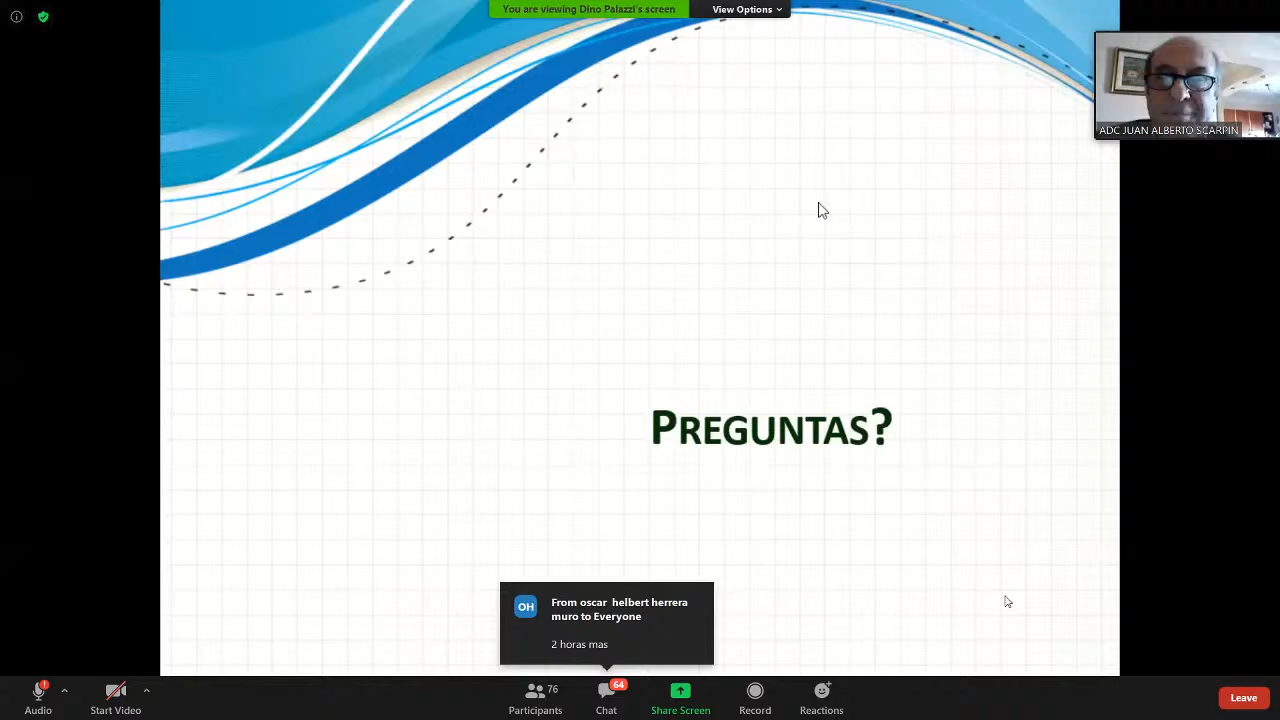 You are viewing Dino Palazzi's screen
View Options
ADC JUAN ALBERTO SCARPIN
PREGUNTAS?
OH
From oscar helbert herrera
muro to Everyone
2 horas mas
76
64
Audio
Start Video
Participants
Chat
Share Screen
Record
Reactions
Leave